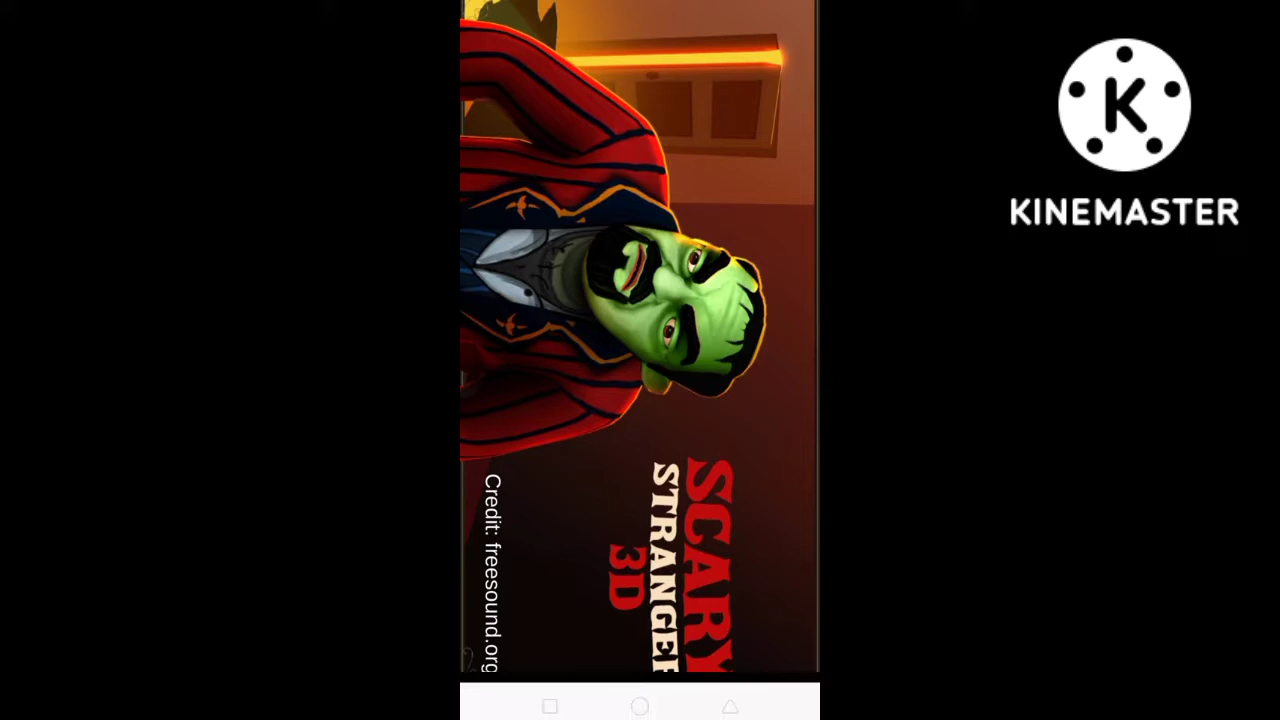 K
KINEMASTER
SCARY
STRANGER
3D
Credit: freesound.org